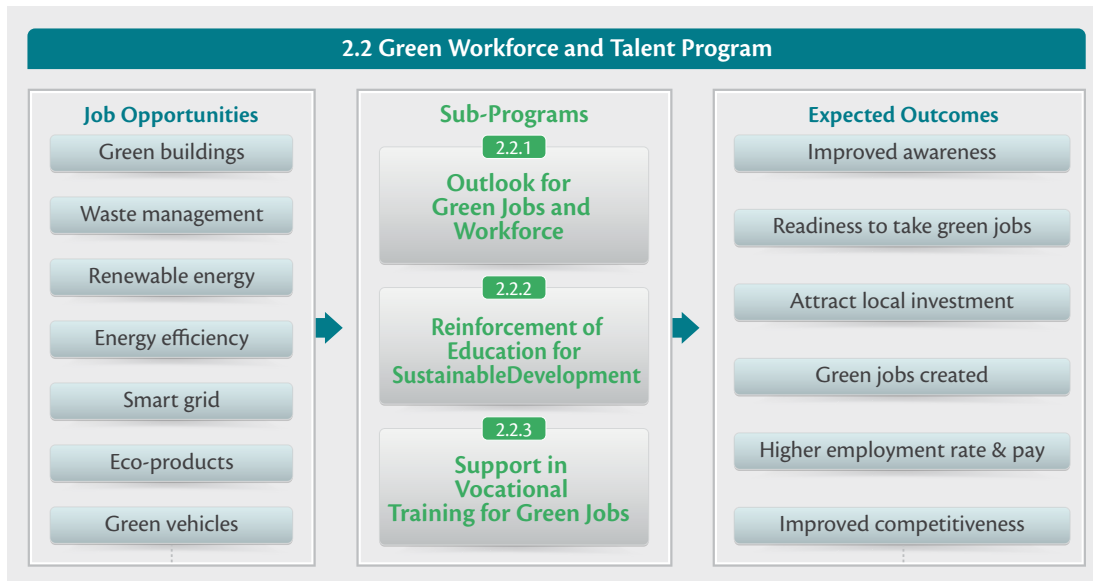 2.2 Green Workforce and Talent Program
Job Opportunities
Green buildings
Waste management
Renewable energy
Energy efficiency
Smart grid
Eco-products
Green vehicles
Sub-Programs
2.2.1
Outlook for
Green Jobs and
Workforce
2.2.2
Reinforcement of
Education for
SustainableDevelopment
2.2.3
Support in
Vocational
Training for Green Jobs
Expected Outcomes
Improved awareness
Readiness to take green jobs
Attract local investment
Green jobs created
Higher employment rate & pay
Improved competitiveness